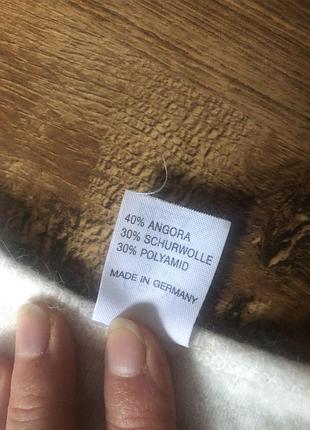 40% ANGORA
30% SCHURWOLLE
30% POLYAMID
MADE IN GERMANY